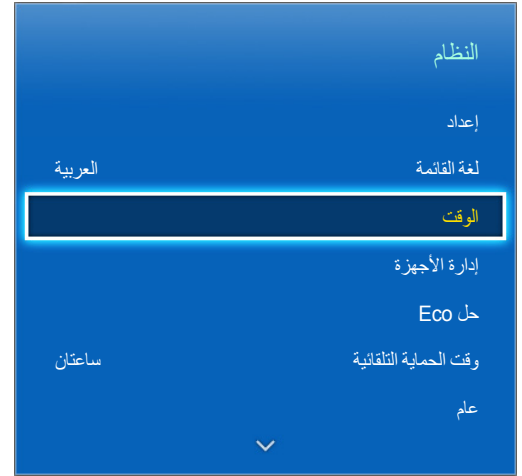 النظام
إعداد
لغة القائمة العربية
الوقت
إدارة الأجهزة
حل Eco
وقت الحماية التلقائية ساعتان
عام